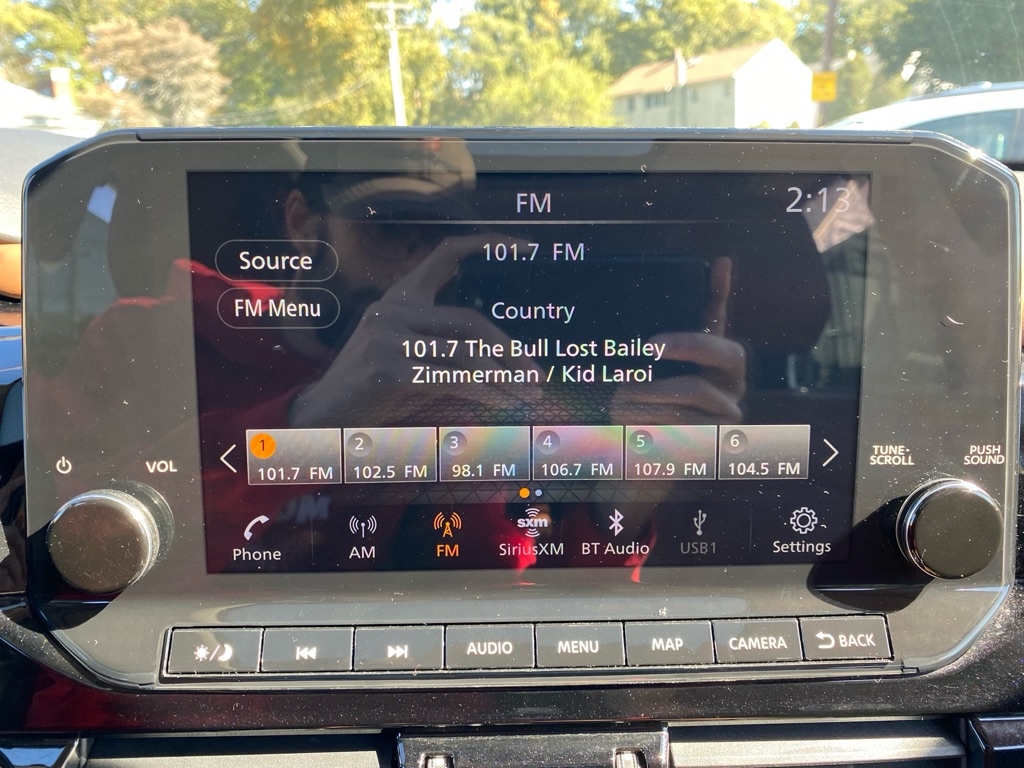 FM
2:13
101.7 FM
Source
FM Menu
Country
101.7 The Bull Lost Bailey
Zimmerman / Kid Laroi
1 2 3 4 5 6
101.7 FM 102.5 FM 98.1 FM 106.7 FM 107.9 FM 104.5 FM
VOL
TUNE·
SCROLL
PUSH
SOUND
sxm
Phone AM FM SiriusXM BT Audio USB1 Settings
AUDIO MENU MAP CAMERA BACK